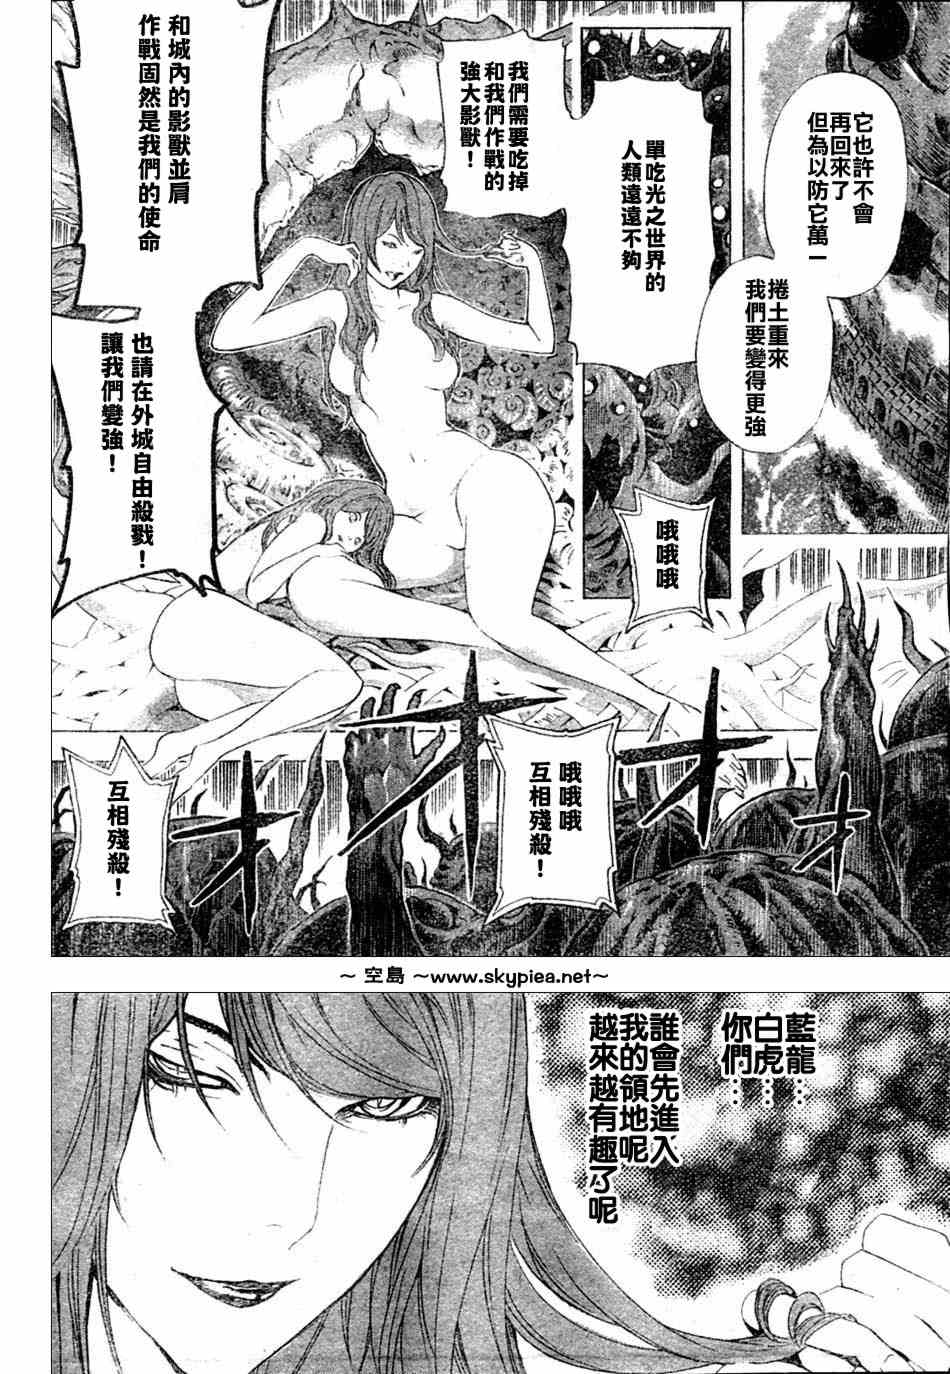 它也許不會
再回來了
但為以防它萬一
捲土重來
我們要變得更強
單吃光之世界的
人類遠遠不夠
哦哦哦
我們需要吃掉
和我們作戰的
強大影獸！
和城內的影獸並肩
作戰固然是我們的使命
也請在外城自由殺戮！
讓我們變強！
哦哦哦
互相殘殺！
互相殘殺！
オオオオ
～ 空島 ～www.skypiea.net～
藍龍…
白虎…
你們…
誰會先進入
我的領地呢
越來越有趣了呢